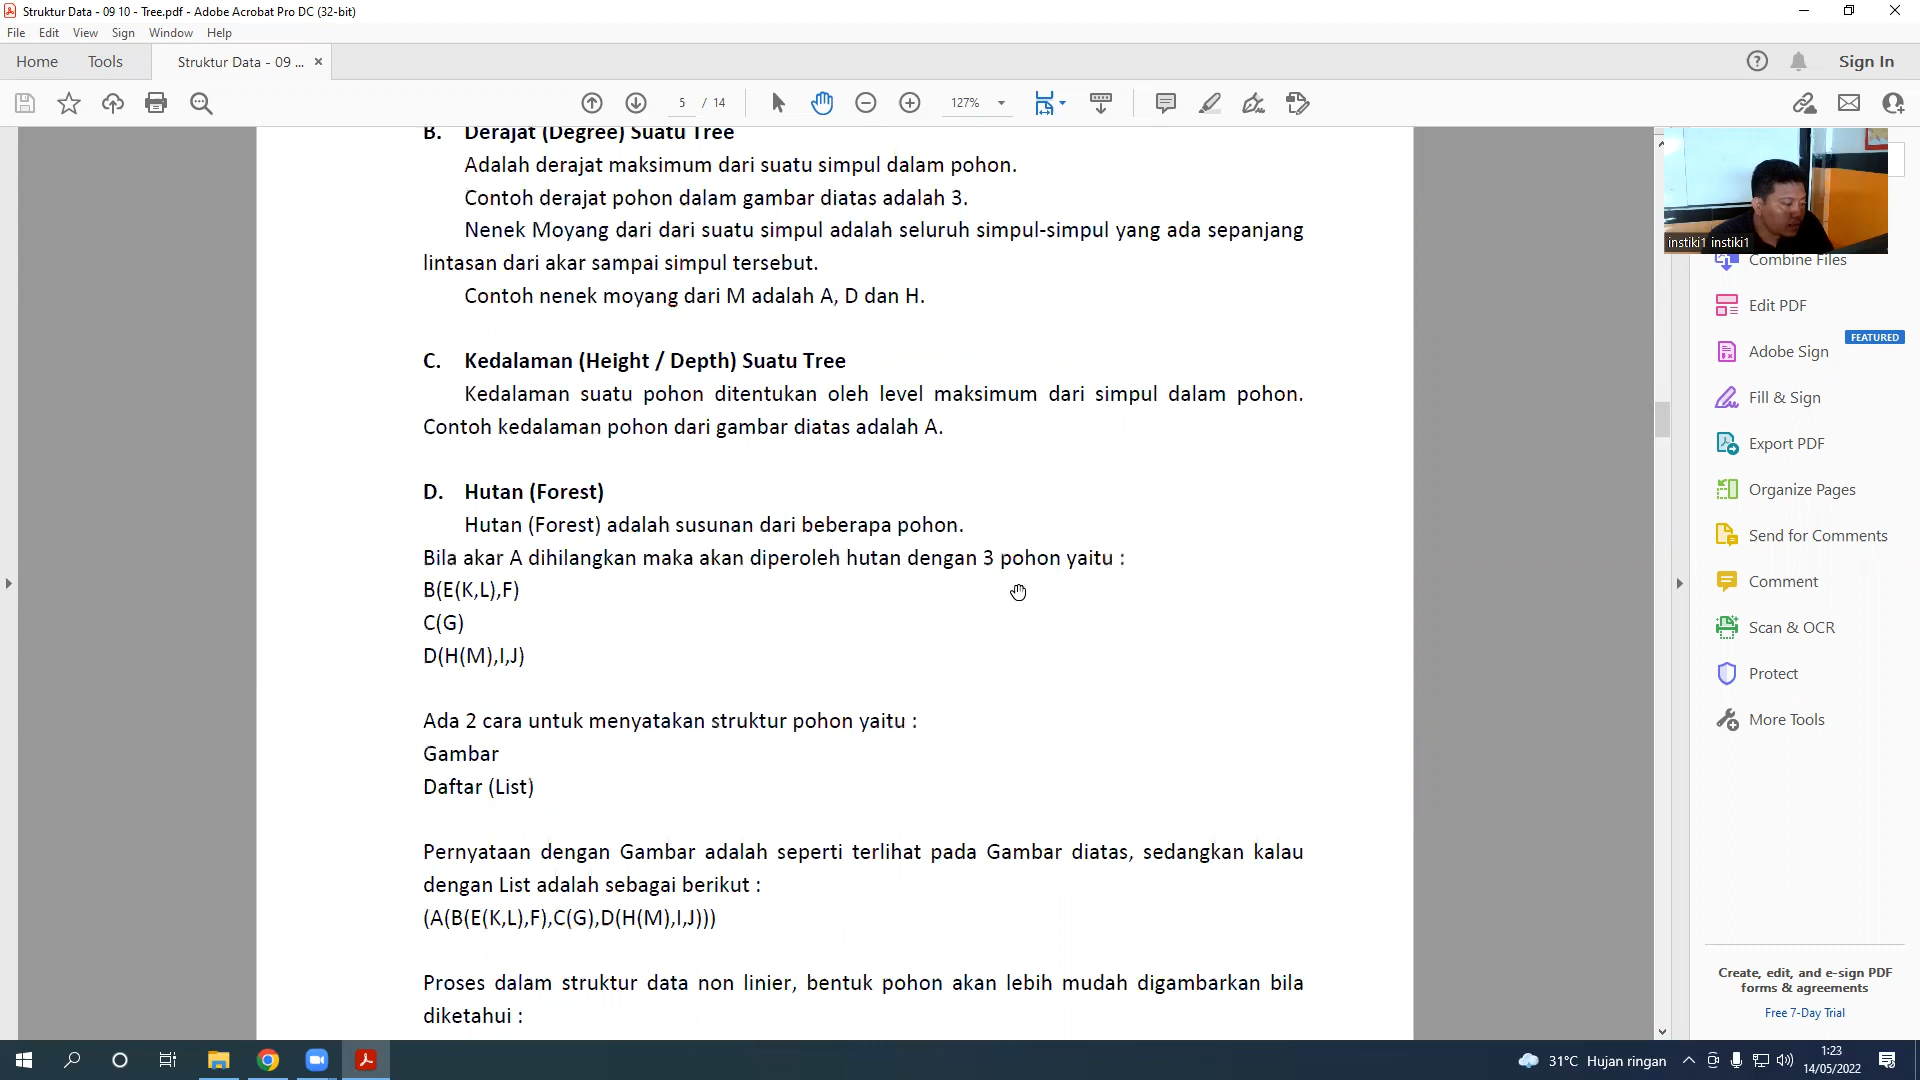 Struktur Data - 09 10 - Tree.pdf - Adobe Acrobat Pro DC (32-bit)
File Edit View Sign Window Help
Home Tools Struktur Data - 09 ... ×
Sign In
5 / 14
127%
B. Derajat (Degree) Suatu Tree
Adalah derajat maksimum dari suatu simpul dalam pohon.
Contoh derajat pohon dalam gambar diatas adalah 3.
Nenek Moyang dari dari suatu simpul adalah seluruh simpul-simpul yang ada sepanjang
lintasan dari akar sampai simpul tersebut.
Contoh nenek moyang dari M adalah A, D dan H.
C. Kedalaman (Height / Depth) Suatu Tree
Kedalaman suatu pohon ditentukan oleh level maksimum dari simpul dalam pohon.
Contoh kedalaman pohon dari gambar diatas adalah A.
D. Hutan (Forest)
Hutan (Forest) adalah susunan dari beberapa pohon.
Bila akar A dihilangkan maka akan diperoleh hutan dengan 3 pohon yaitu :
B(E(K,L),F)
C(G)
D(H(M),I,J)
Ada 2 cara untuk menyatakan struktur pohon yaitu :
Gambar
Daftar (List)
Pernyataan dengan Gambar adalah seperti terlihat pada Gambar diatas, sedangkan kalau
dengan List adalah sebagai berikut :
(A(B(E(K,L),F),C(G),D(H(M),I,J)))
Proses dalam struktur data non linier, bentuk pohon akan lebih mudah digambarkan bila
diketahui :
instiki1 instiki1
Combine Files
Edit PDF
FEATURED
Adobe Sign
Fill & Sign
Export PDF
Organize Pages
Send for Comments
Comment
Scan & OCR
Protect
More Tools
Create, edit, and e-sign PDF
forms & agreements
Free 7-Day Trial
31°C Hujan ringan
1:23
14/05/2022